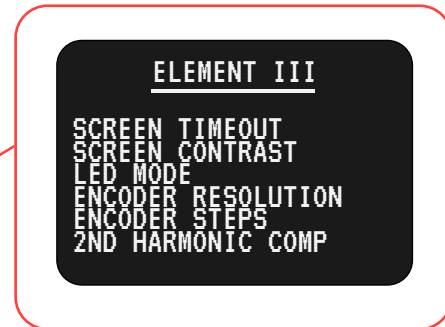 ELEMENT III
SCREEN TIMEOUT
SCREEN CONTRAST
LED MODE
ENCODER RESOLUTION
ENCODER STEPS
2ND HARMONIC COMP